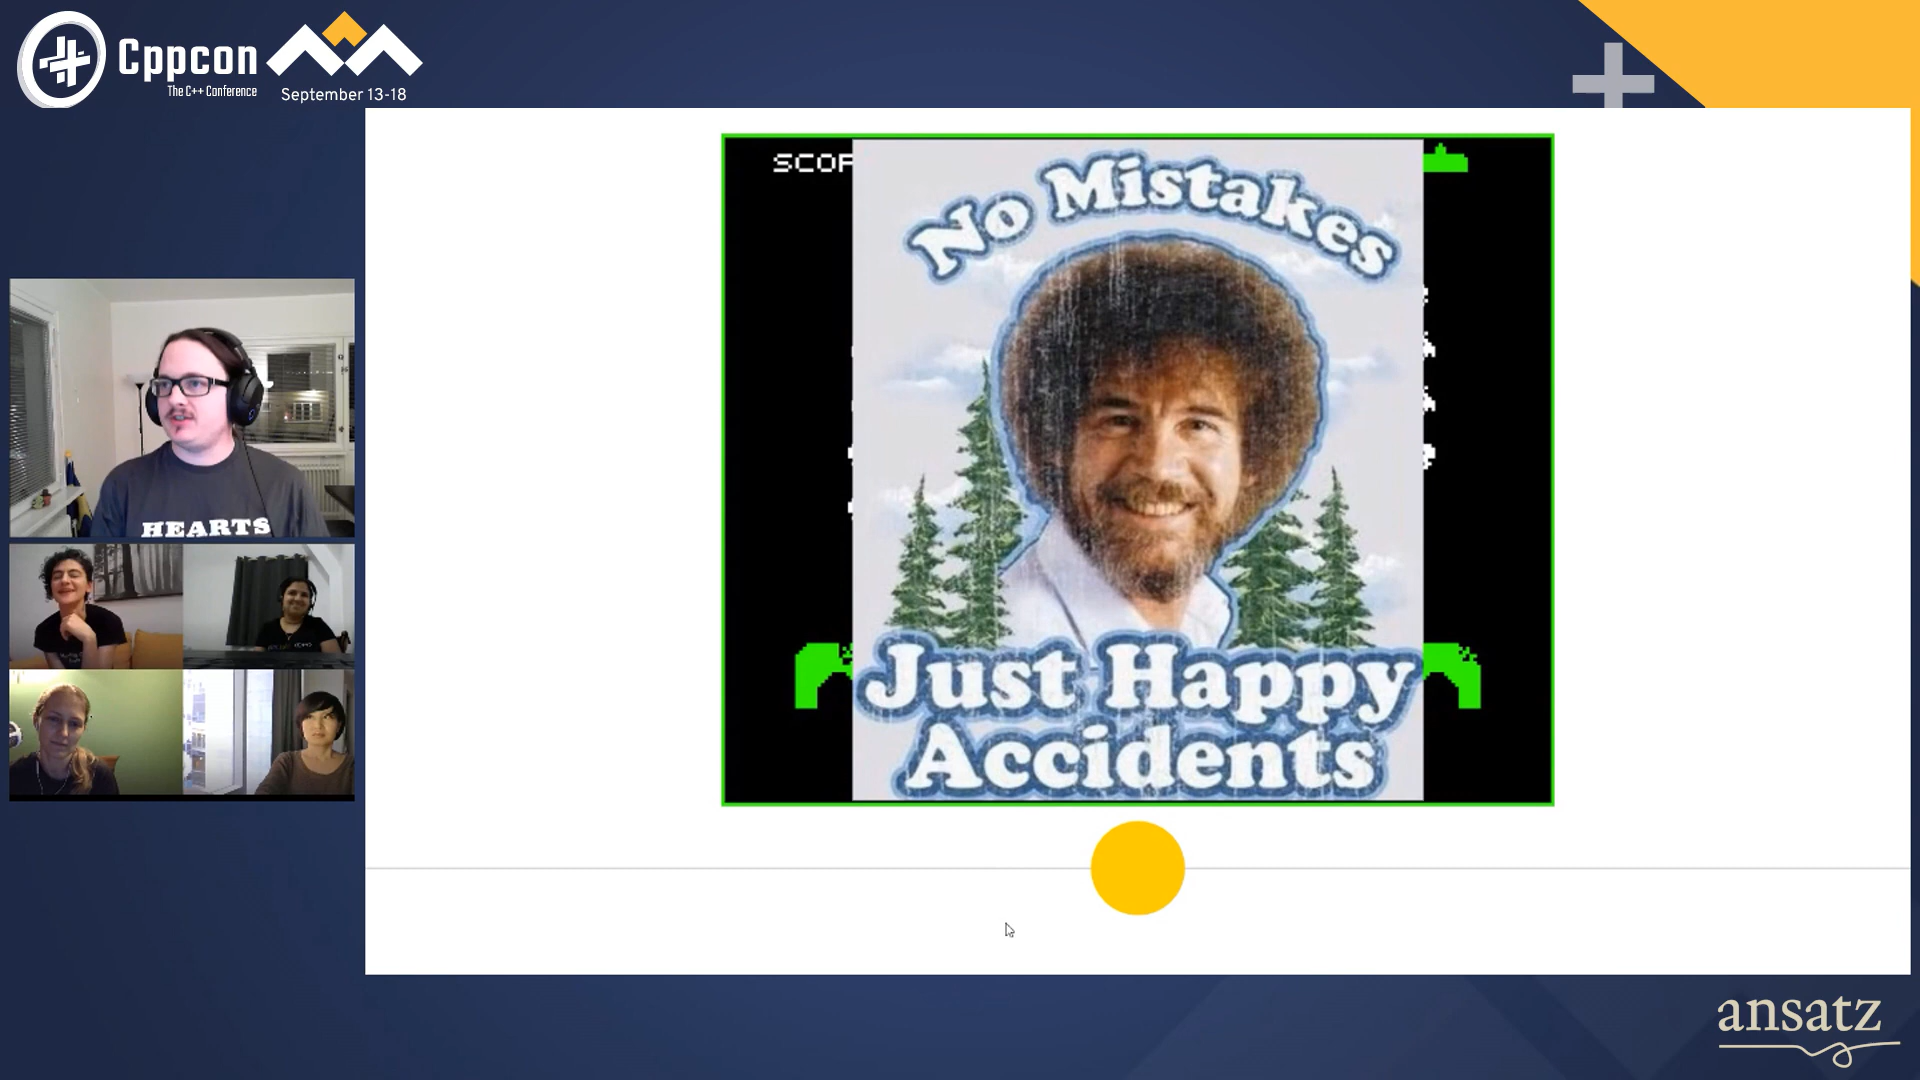 Cppcon
The C++ Conference
September 13-18
SCOR
No Mistakes
HEARTS
Just Happy
Accidents
ansatz